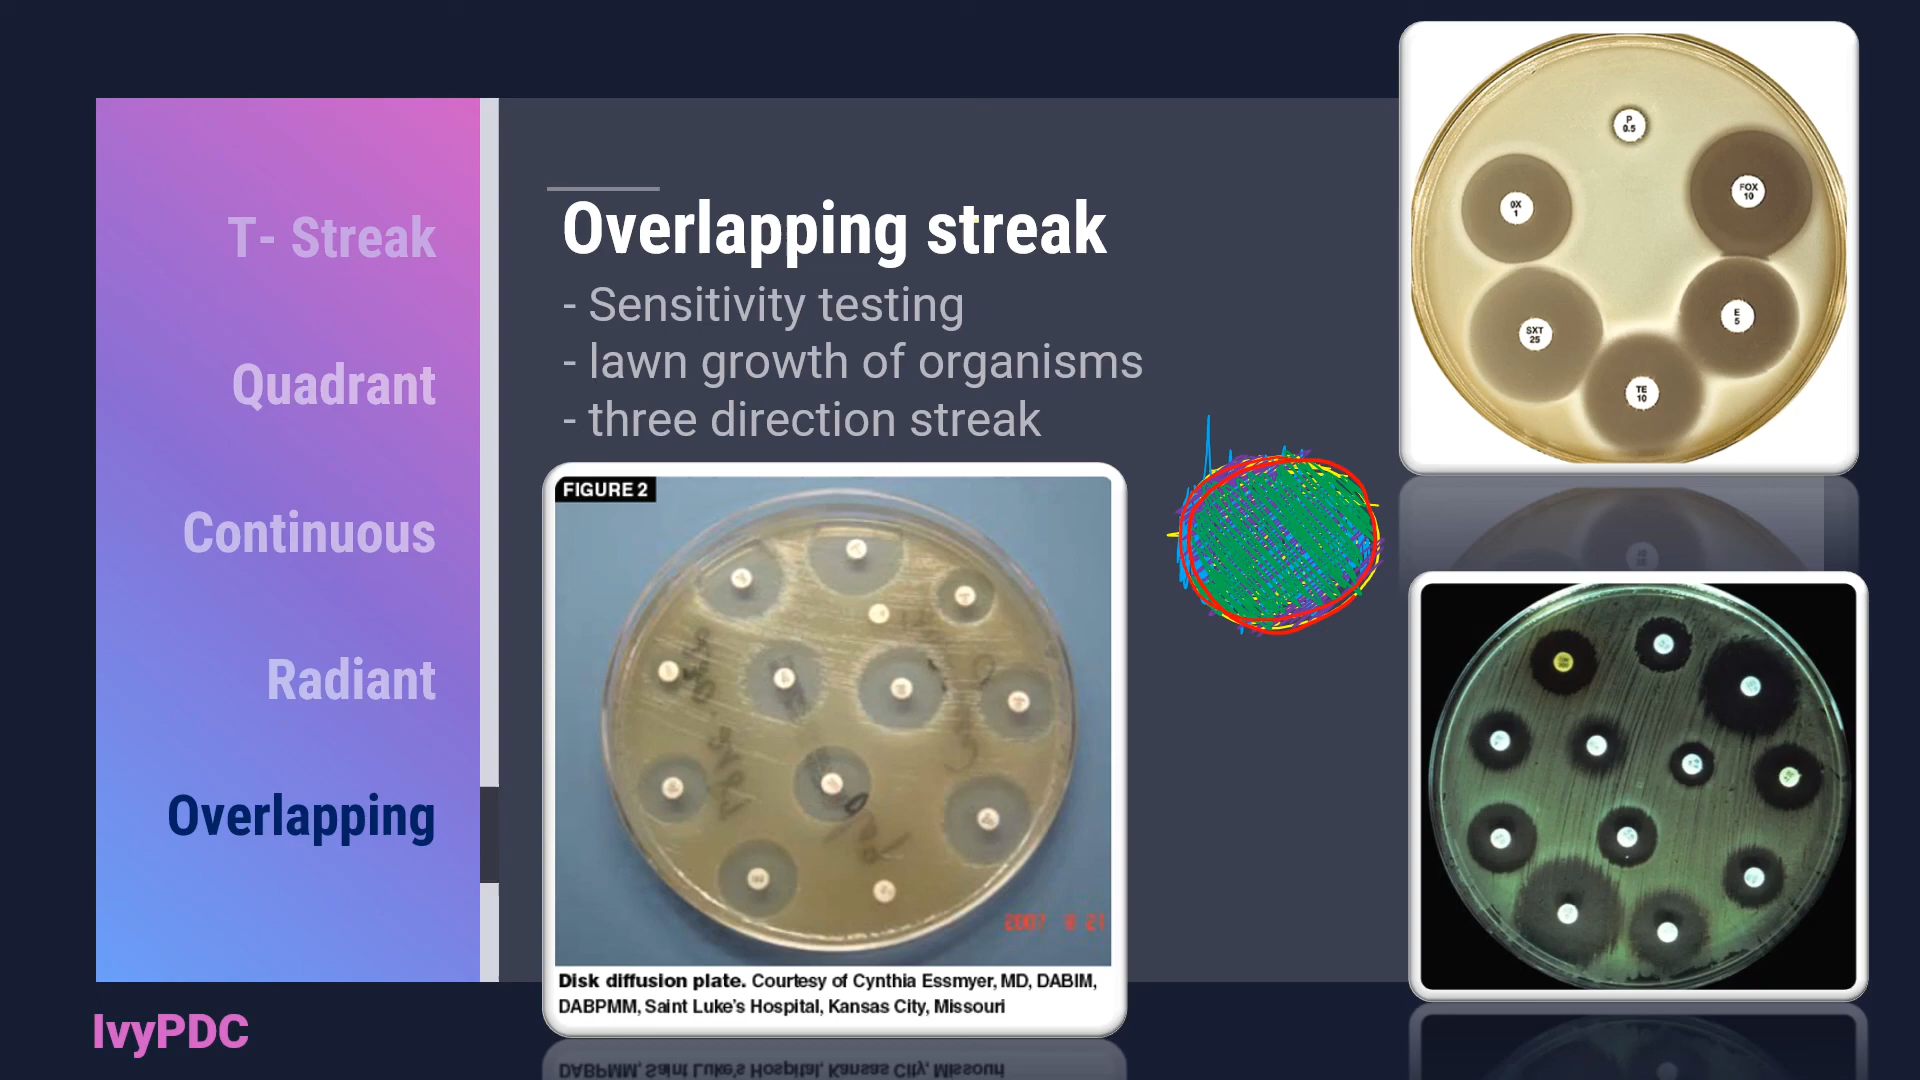 T- Streak
Quadrant
Continuous
Radiant
Overlapping
IvyPDC
Overlapping streak
- Sensitivity testing
- lawn growth of organisms
- three direction streak
FIGURE 2
Disk diffusion plate. Courtesy of Cynthia Essmyer, MD, DABIM,
DABPMM, Saint Luke's Hospital, Kansas City, Missouri
P
0.5
FOX
10
OX
1
E
5
SXT
25
TE
10